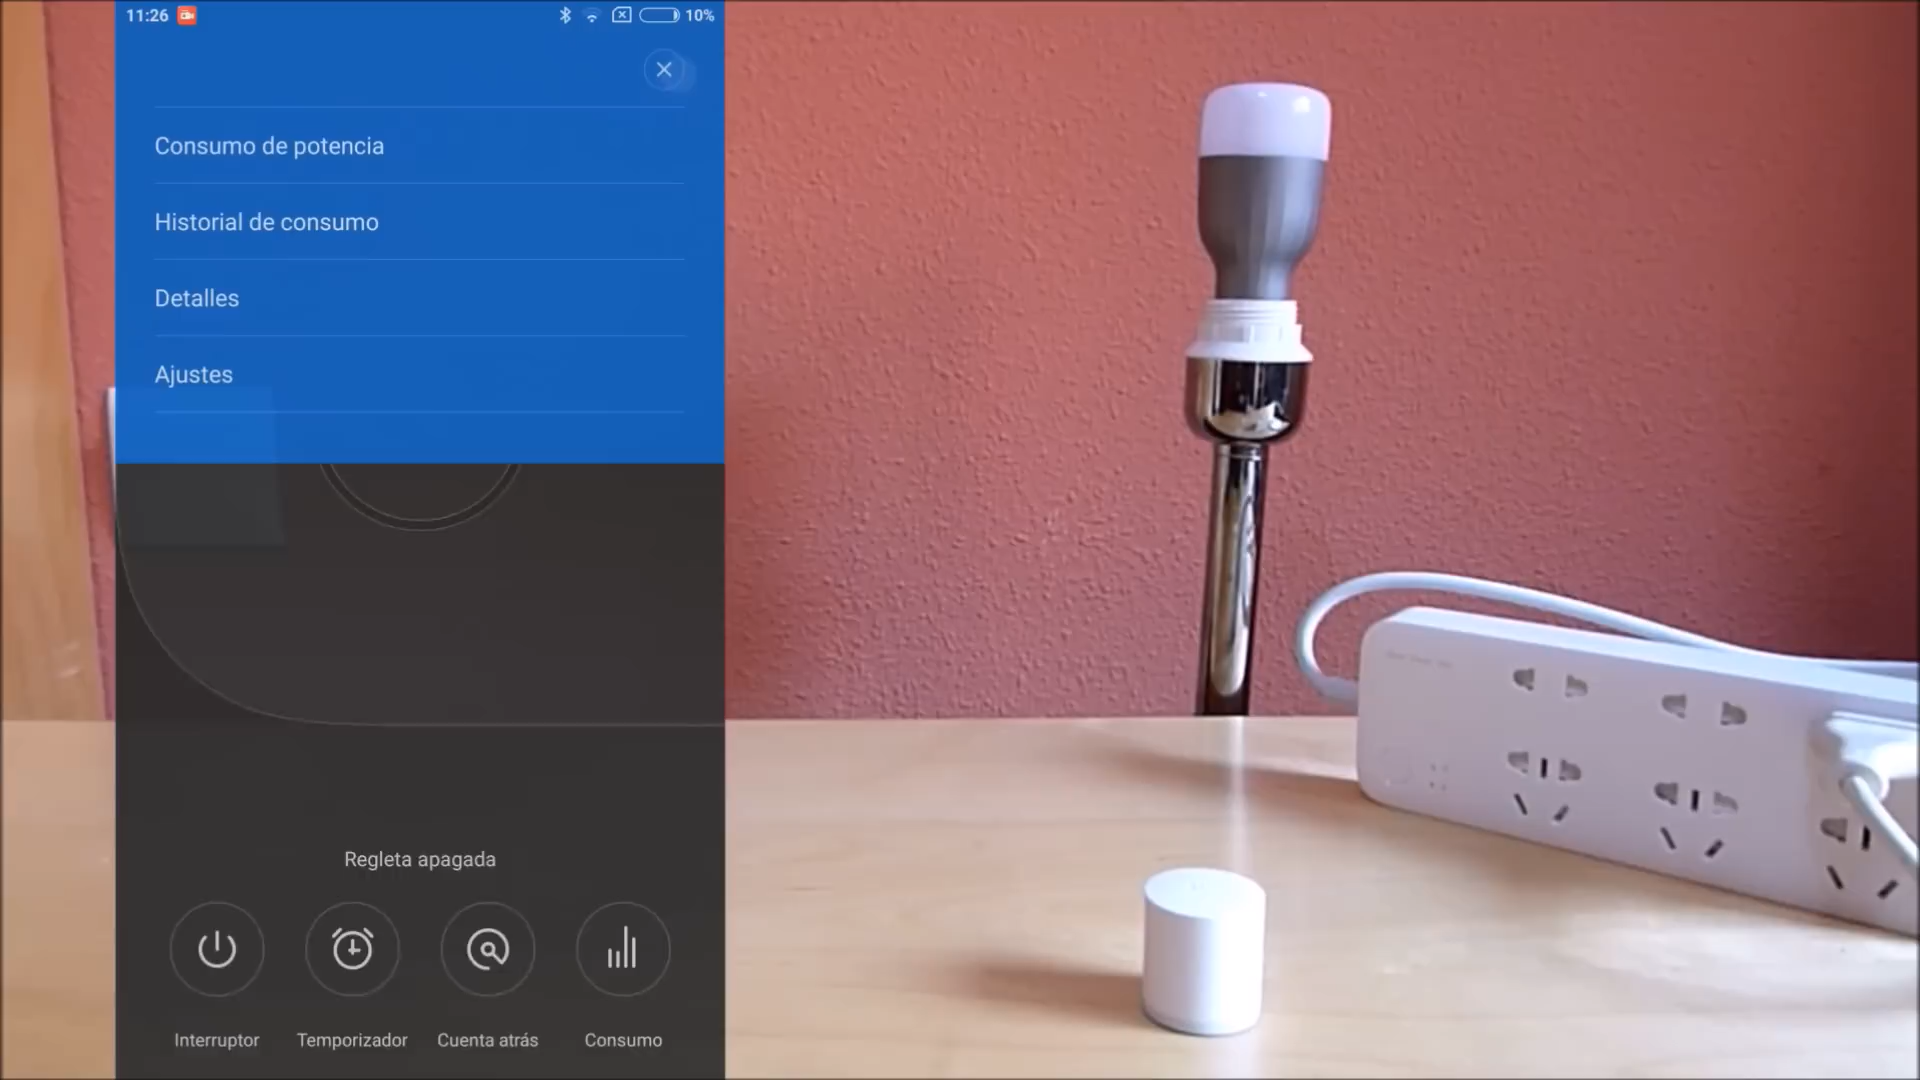 11:26
10%
Consumo de potencia
Historial de consumo
Detalles
Ajustes
Regleta apagada
Interruptor
Temporizador
Cuenta atrás
Consumo